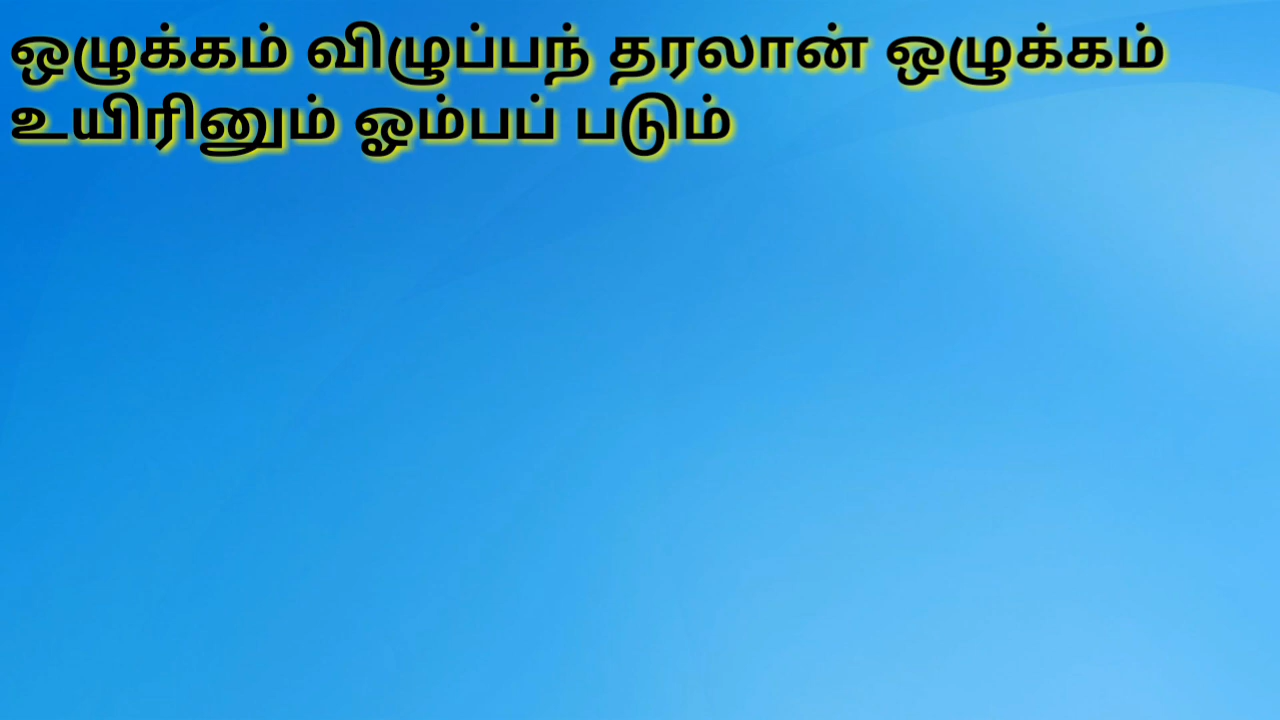 ஒழுக்கம் விழுப்பந் தரலான் ஒழுக்கம்
உயிரினும் ஓம்பப் படும்